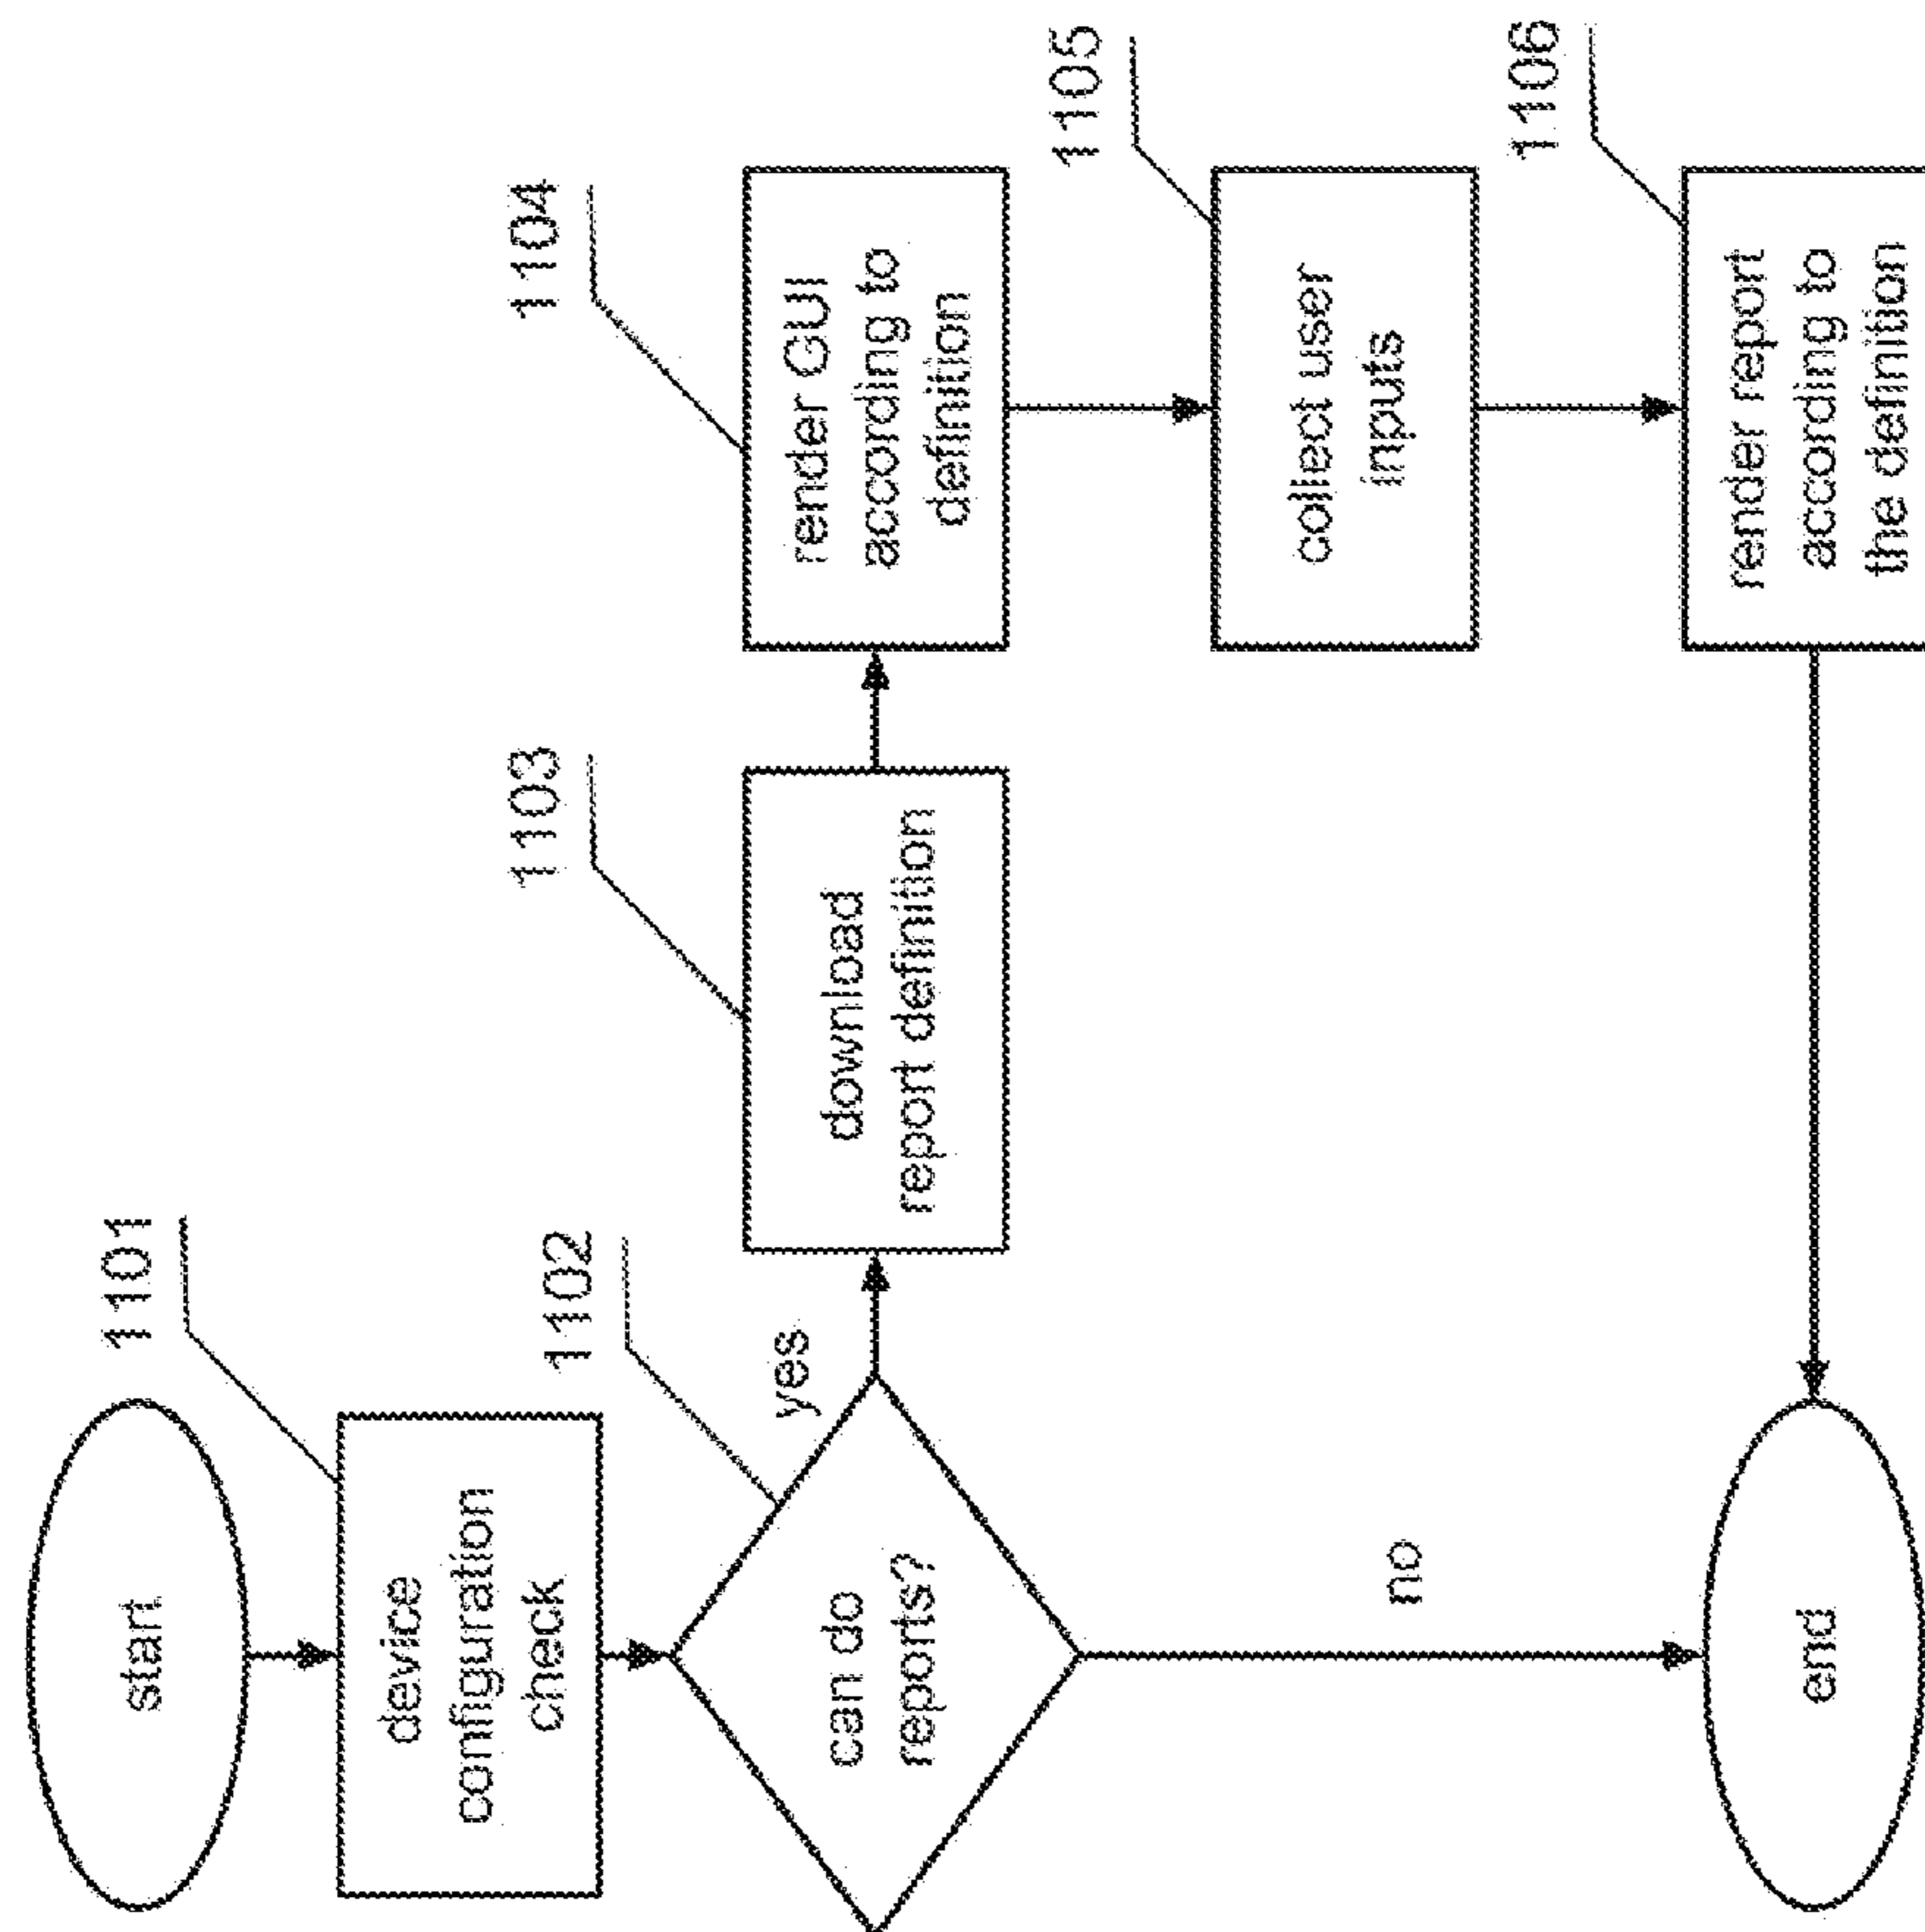 start
1101
device
configuration
check
1102
can do
reports?
yes
1103
download
report definition
1104
render GUI
according to
definition
1105
collect user
inputs
1106
render report
according to
the definition
no
end